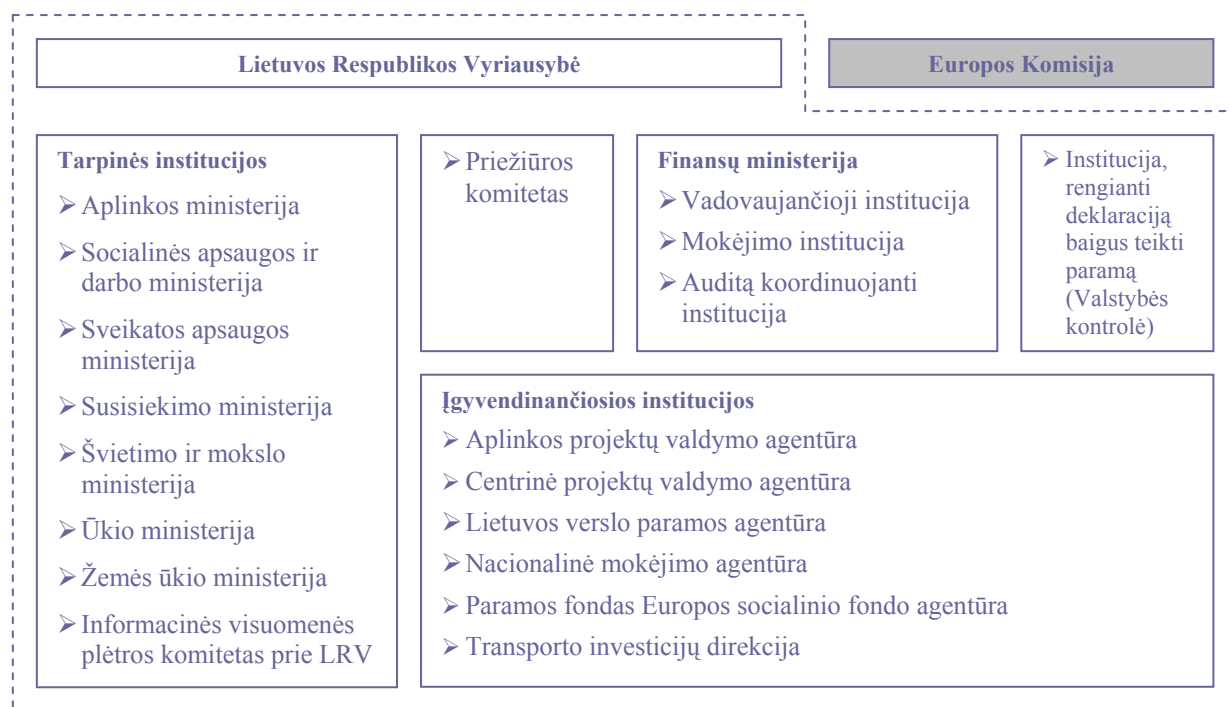 Lietuvos Respublikos Vyriausybė
Europos Komisija
Tarpinės institucijos
➢ Aplinkos ministerija
➢ Socialinės apsaugos ir
darbo ministerija
➢ Sveikatos apsaugos
ministerija
➢ Susisiekimo ministerija
➢ Švietimo ir mokslo
ministerija
➢ Ūkio ministerija
➢ Žemės ūkio ministerija
➢ Informacinės visuomenės
plėtros komitetas prie LRV
➢ Priežiūros
komitetas
Finansų ministerija
➢ Vadovaujančioji institucija
➢ Mokėjimo institucija
➢ Auditą koordinuojanti
institucija
➢ Institucija,
rengianti
deklaraciją
baigus teikti
paramą
(Valstybės
kontrolė)
Įgyvendinančiosios institucijos
➢ Aplinkos projektų valdymo agentūra
➢ Centrinė projektų valdymo agentūra
➢ Lietuvos verslo paramos agentūra
➢ Nacionalinė mokėjimo agentūra
➢ Paramos fondas Europos socialinio fondo agentūra
➢ Transporto investicijų direkcija